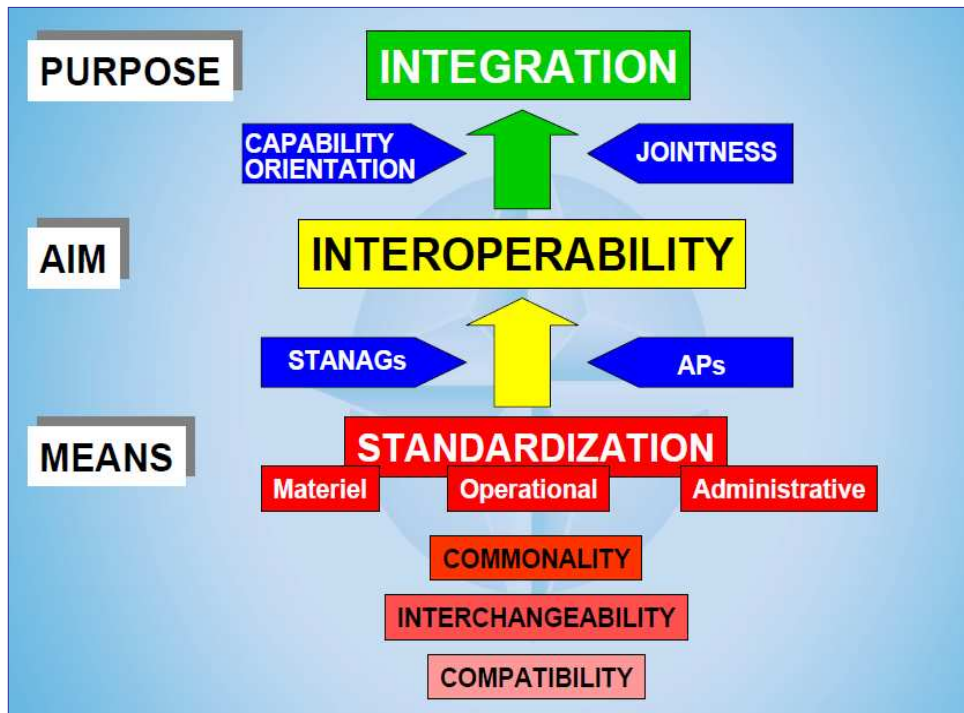 PURPOSE
INTEGRATION
CAPABILITY
ORIENTATION
JOINTNESS
AIM
INTEROPERABILITY
STANAGs
APs
MEANS
STANDARDIZATION
Materiel
Operational
Administrative
COMMONALITY
INTERCHANGEABILITY
COMPATIBILITY